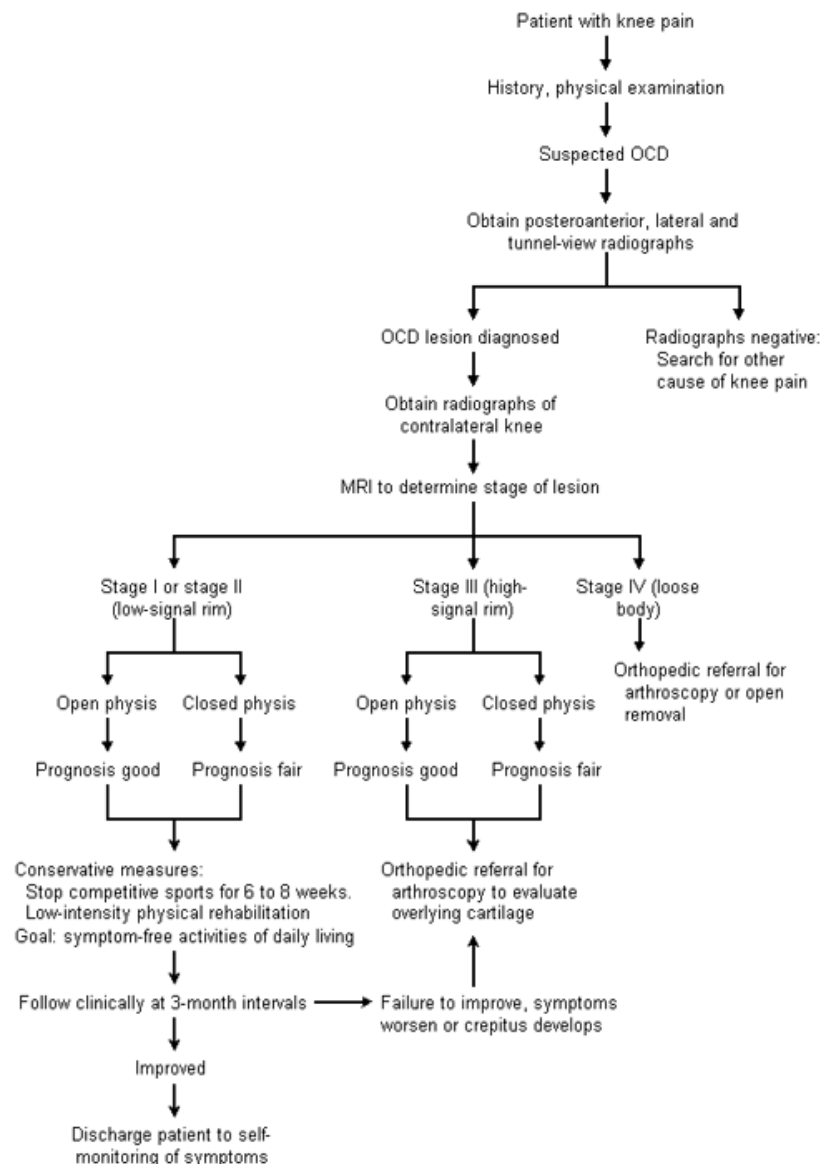 Patient with knee pain
History, physical examination
Suspected OCD
Obtain posteroanterior, lateral and
tunnel-view radiographs
OCD lesion diagnosed
Radiographs negative:
Search for other
cause of knee pain
Obtain radiographs of
contralateral knee
MRI to determine stage of lesion
Stage I or stage II
(low-signal rim)
Stage III (high-
signal rim)
Stage IV (loose
body)
Orthopedic referral for
arthroscopy or open
removal
Open physis
Closed physis
Open physis
Closed physis
Prognosis good
Prognosis fair
Prognosis good
Prognosis fair
Conservative measures:
Stop competitive sports for 6 to 8 weeks.
Low-intensity physical rehabilitation
Goal: symptom-free activities of daily living
Orthopedic referral for
arthroscopy to evaluate
overlying cartilage
Follow clinically at 3-month intervals
Failure to improve, symptoms
worsen or crepitus develops
Improved
Discharge patient to self-
monitoring of symptoms